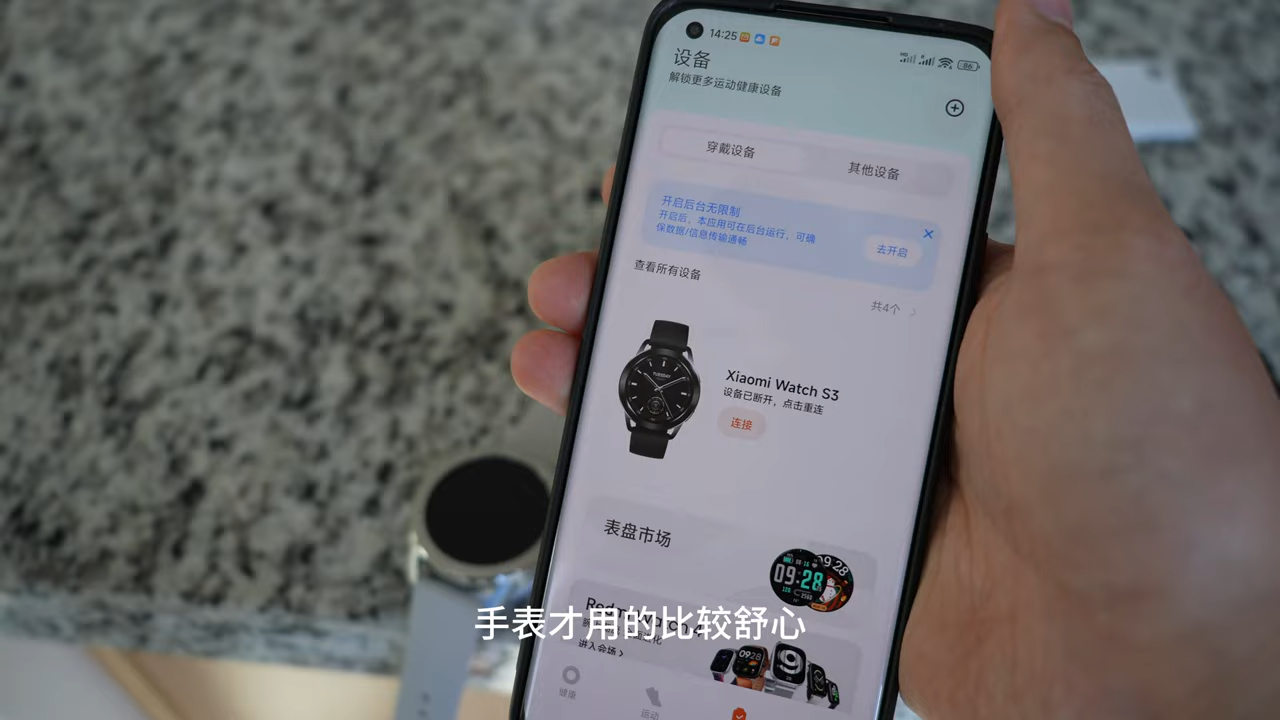 14:25
86
设备
解锁更多运动健康设备
穿戴设备
其他设备
开启后台无限制
开启后，本应用可在后台运行，可确
保数据/信息传输通畅
去开启
查看所有设备
共4个
TUESDAY
Xiaomi Watch S3
设备已断开，点击重连
连接
表盘市场
09:28
09.28
进入会场
手表才用的比较舒心
健康
运动